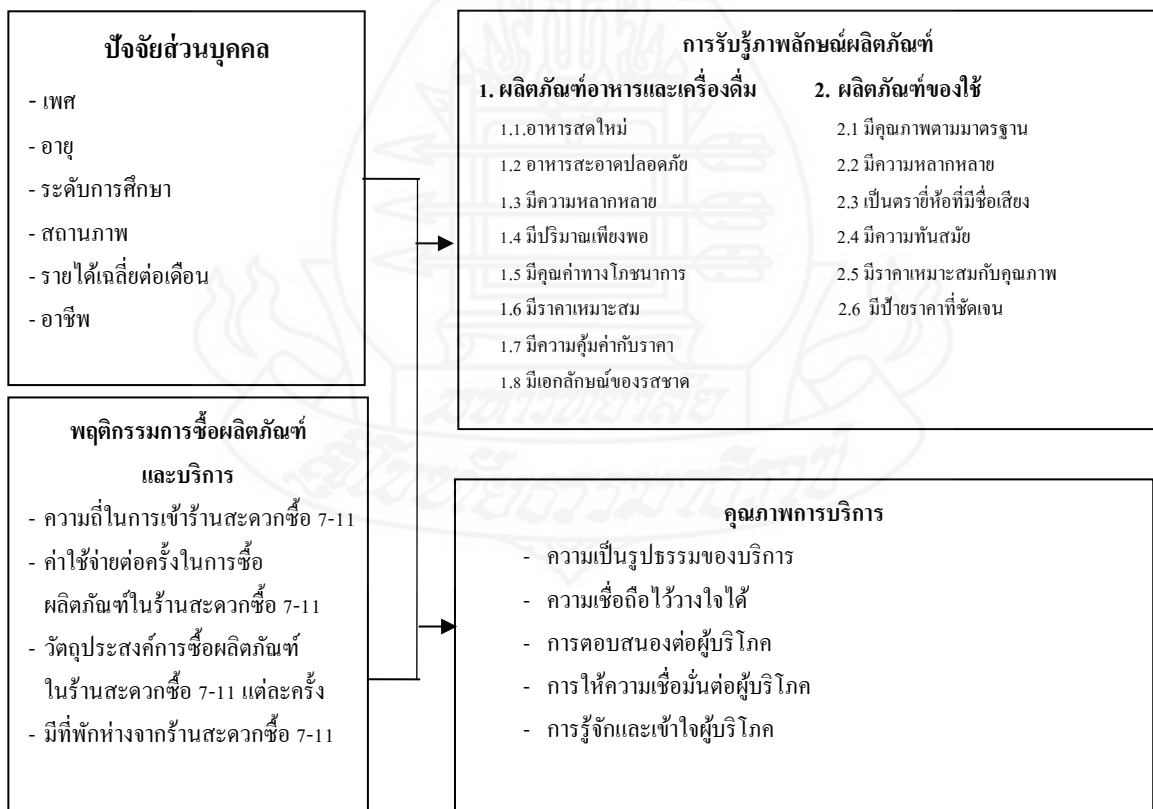 ปัจจัยส่วนบุคคล
- เพศ
- อายุ
- ระดับการศึกษา
- สถานภาพ
- รายได้เฉลี่ยต่อเดือน
- อาชีพ
การรับรู้ภาพลักษณ์ผลิตภัณฑ์
1. ผลิตภัณฑ์อาหารและเครื่องดื่ม
1.1.อาหารสดใหม่
1.2 อาหารสะอาดปลอดภัย
1.3 มีความหลากหลาย
1.4 มีปริมาณเพียงพอ
1.5 มีคุณค่าทางโภชนาการ
1.6 มีราคาเหมาะสม
1.7 มีความคุ้มค่ากับราคา
1.8 มีเอกลักษณ์ของรสชาด
2. ผลิตภัณฑ์ของใช้
2.1 มีคุณภาพตามมาตรฐาน
2.2 มีความหลากหลาย
2.3 เป็นตรายี่ห้อที่มีชื่อเสียง
2.4 มีความทันสมัย
2.5 มีราคาเหมาะสมกับคุณภาพ
2.6 มีป้ายราคาที่ชัดเจน
พฤติกรรมการซื้อผลิตภัณฑ์
และบริการ
- ความถี่ในการเข้าร้านสะดวกซื้อ 7-11
- ค่าใช้จ่ายต่อครั้งในการซื้อ
ผลิตภัณฑ์ในร้านสะดวกซื้อ 7-11
- วัตถุประสงค์การซื้อผลิตภัณฑ์
ในร้านสะดวกซื้อ 7-11 แต่ละครั้ง
- มีที่พักห่างจากร้านสะดวกซื้อ 7-11
คุณภาพการบริการ
- ความเป็นรูปธรรมของบริการ
- ความเชื่อถือไว้วางใจได้
- การตอบสนองต่อผู้บริโภค
- การให้ความเชื่อมั่นต่อผู้บริโภค
- การรู้จักและเข้าใจผู้บริโภค